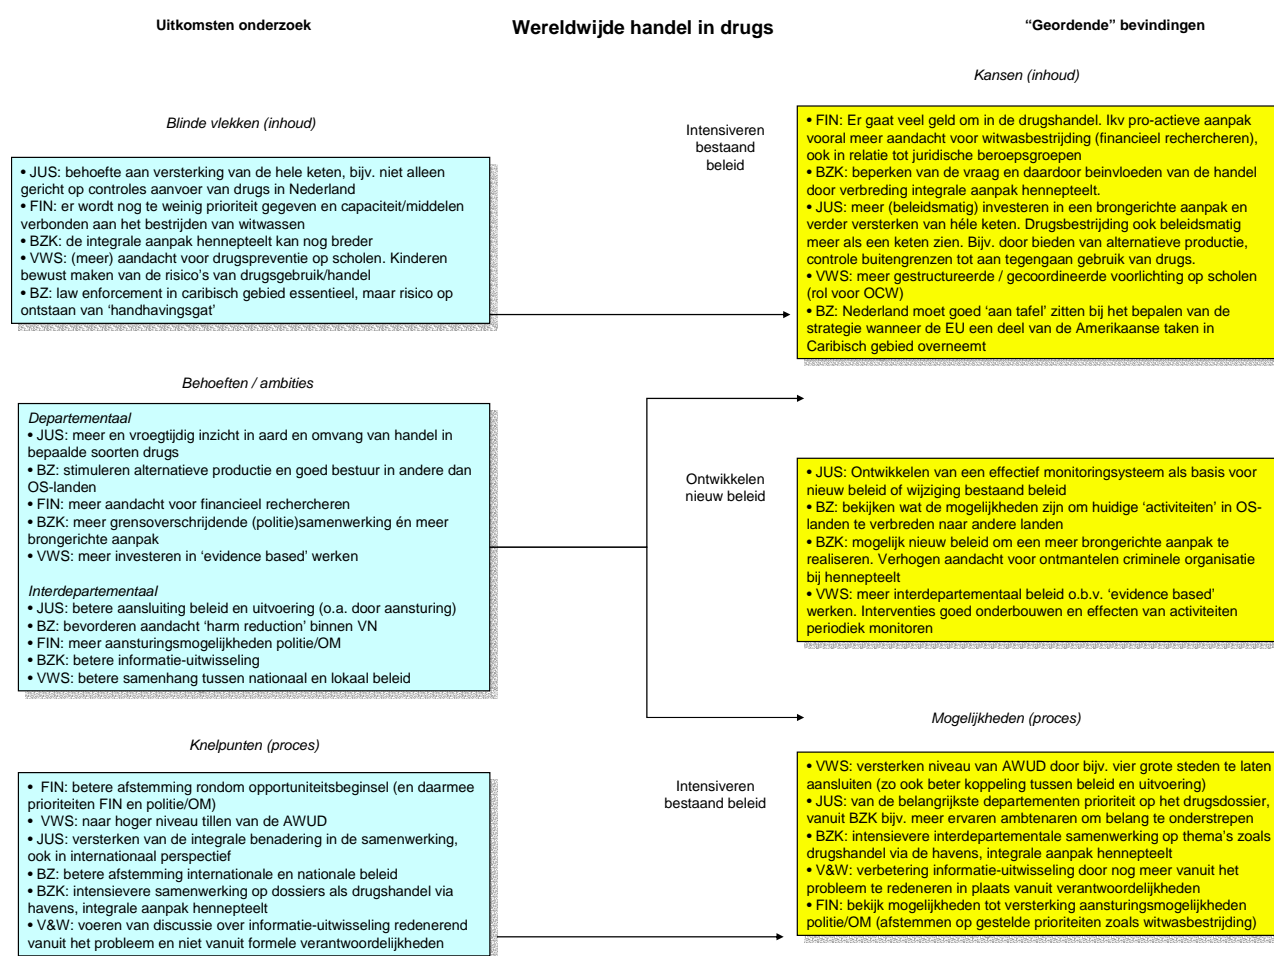 Uitkomsten onderzoek
Wereldwijde handel in drugs
“Geordende” bevindingen
Blinde vlekken (inhoud)
• JUS: behoefte aan versterking van de hele keten, bijv. niet alleen
gericht op controles aanvoer van drugs in Nederland
• FIN: er wordt nog te weinig prioriteit gegeven en capaciteit/middelen
verbonden aan het bestrijden van witwassen
• BZK: de integrale aanpak hennepteelt kan nog breder
• VWS: (meer) aandacht voor drugspreventie op scholen. Kinderen
bewust maken van de risico’s van drugsgebruik/handel
• BZ: law enforcement in caribisch gebied essentieel, maar risico op
ontstaan van ‘handhavingsgat’
Behoeften / ambities
Departementaal
• JUS: meer en vroegtijdig inzicht in aard en omvang van handel in
bepaalde soorten drugs
• BZ: stimuleren alternatieve productie en goed bestuur in andere dan
OS-landen
• FIN: meer aandacht voor financieel rechercheren
• BZK: meer grensoverschrijdende (politie)samenwerking én meer
brongerichte aanpak
• VWS: meer investeren in ‘evidence based’ werken
Interdepartementaal
• JUS: betere aansluiting beleid en uitvoering (o.a. door aansturing)
• BZ: bevorderen aandacht ‘harm reduction’ binnen VN
• FIN: meer aansturingsmogelijkheden politie/OM
• BZK: betere informatie-uitwisseling
• VWS: betere samenhang tussen nationaal en lokaal beleid
Knelpunten (proces)
• FIN: betere afstemming rondom opportuniteitsbeginsel (en daarmee
prioriteiten FIN en politie/OM)
• VWS: naar hoger niveau tillen van de AWUD
• JUS: versterken van de integrale benadering in de samenwerking,
ook in internationaal perspectief
• BZ: betere afstemming internationale en nationale beleid
• BZK: intensievere samenwerking op dossiers als drugshandel via
havens, integrale aanpak hennepteelt
• V&W: voeren van discussie over informatie-uitwisseling redenerend
vanuit het probleem en niet vanuit formele verantwoordelijkheden
Intensiveren
bestaand
beleid
Ontwikkelen
nieuw beleid
Intensiveren
bestaand beleid
Kansen (inhoud)
• FIN: Er gaat veel geld om in de drugshandel. Ikv pro-actieve aanpak
vooral meer aandacht voor witwasbestrijding (financieel rechercheren),
ook in relatie tot juridische beroepsgroepen
• BZK: beperken van de vraag en daardoor beinvloeden van de handel
door verbreding integrale aanpak hennepteelt.
• JUS: meer (beleidsmatig) investeren in een brongerichte aanpak en
verder versterken van héle keten. Drugsbestrijding ook beleidsmatig
meer als een keten zien. Bijv. door bieden van alternatieve productie,
controle buitengrenzen tot aan tegengaan gebruik van drugs.
• VWS: meer gestructureerde / gecoordineerde voorlichting op scholen
(rol voor OCW)
• BZ: Nederland moet goed ‘aan tafel’ zitten bij het bepalen van de
strategie wanneer de EU een deel van de Amerikaanse taken in
Caribisch gebied overneemt
• JUS: Ontwikkelen van een effectief monitoringsysteem als basis voor
nieuw beleid of wijziging bestaand beleid
• BZ: bekijken wat de mogelijkheden zijn om huidige ‘activiteiten’ in OS-
landen te verbreden naar andere landen
• BZK: mogelijk nieuw beleid om een meer brongerichte aanpak te
realiseren. Verhogen aandacht voor ontmantelen criminele organisatie
bij hennepteelt
• VWS: meer interdepartementaal beleid o.b.v. ‘evidence based’
werken. Interventies goed onderbouwen en effecten van activiteiten
periodiek monitoren
Mogelijkheden (proces)
• VWS: versterken niveau van AWUD door bijv. vier grote steden te laten
aansluiten (zo ook beter koppeling tussen beleid en uitvoering)
• JUS: van de belangrijkste departementen prioriteit op het drugsdossier,
vanuit BZK bijv. meer ervaren ambtenaren om belang te onderstrepen
• BZK: intensievere interdepartementale samenwerking op thema’s zoals
drugshandel via de havens, integrale aanpak hennepteelt
• V&W: verbetering informatie-uitwisseling door nog meer vanuit het
probleem te redeneren in plaats vanuit verantwoordelijkheden
• FIN: bekijk mogelijkheden tot versterking aansturingsmogelijkheden
politie/OM (afstemmen op gestelde prioriteiten zoals witwasbestrijding)